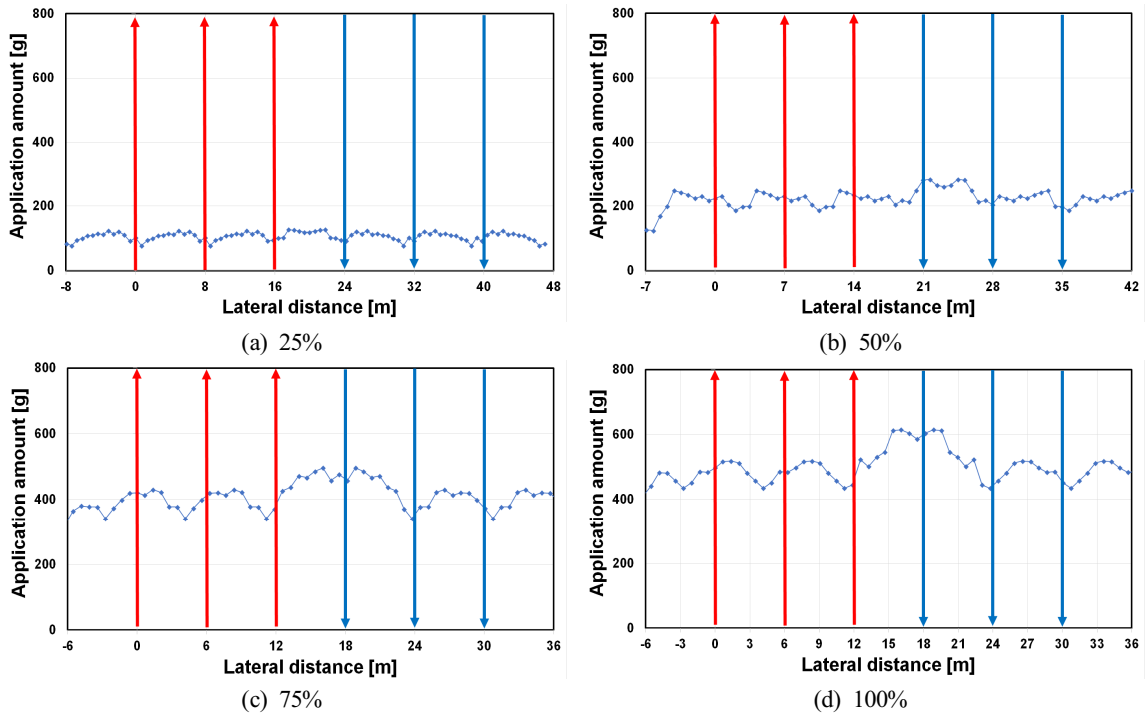 800
600
400
200
0
Application amount [g]
-8 0 8 16 24 32 40 48
Lateral distance [m]
(a) 25%
800
600
400
200
0
Application amount [g]
-7 0 7 14 21 28 35 42
Lateral distance [m]
(b) 50%
800
600
400
200
0
Application amount [g]
-6 0 6 12 18 24 30 36
Lateral distance [m]
(c) 75%
800
600
400
200
0
Application amount [g]
-6 -3 0 3 6 9 12 15 18 21 24 27 30 33 36
Lateral distance [m]
(d) 100%